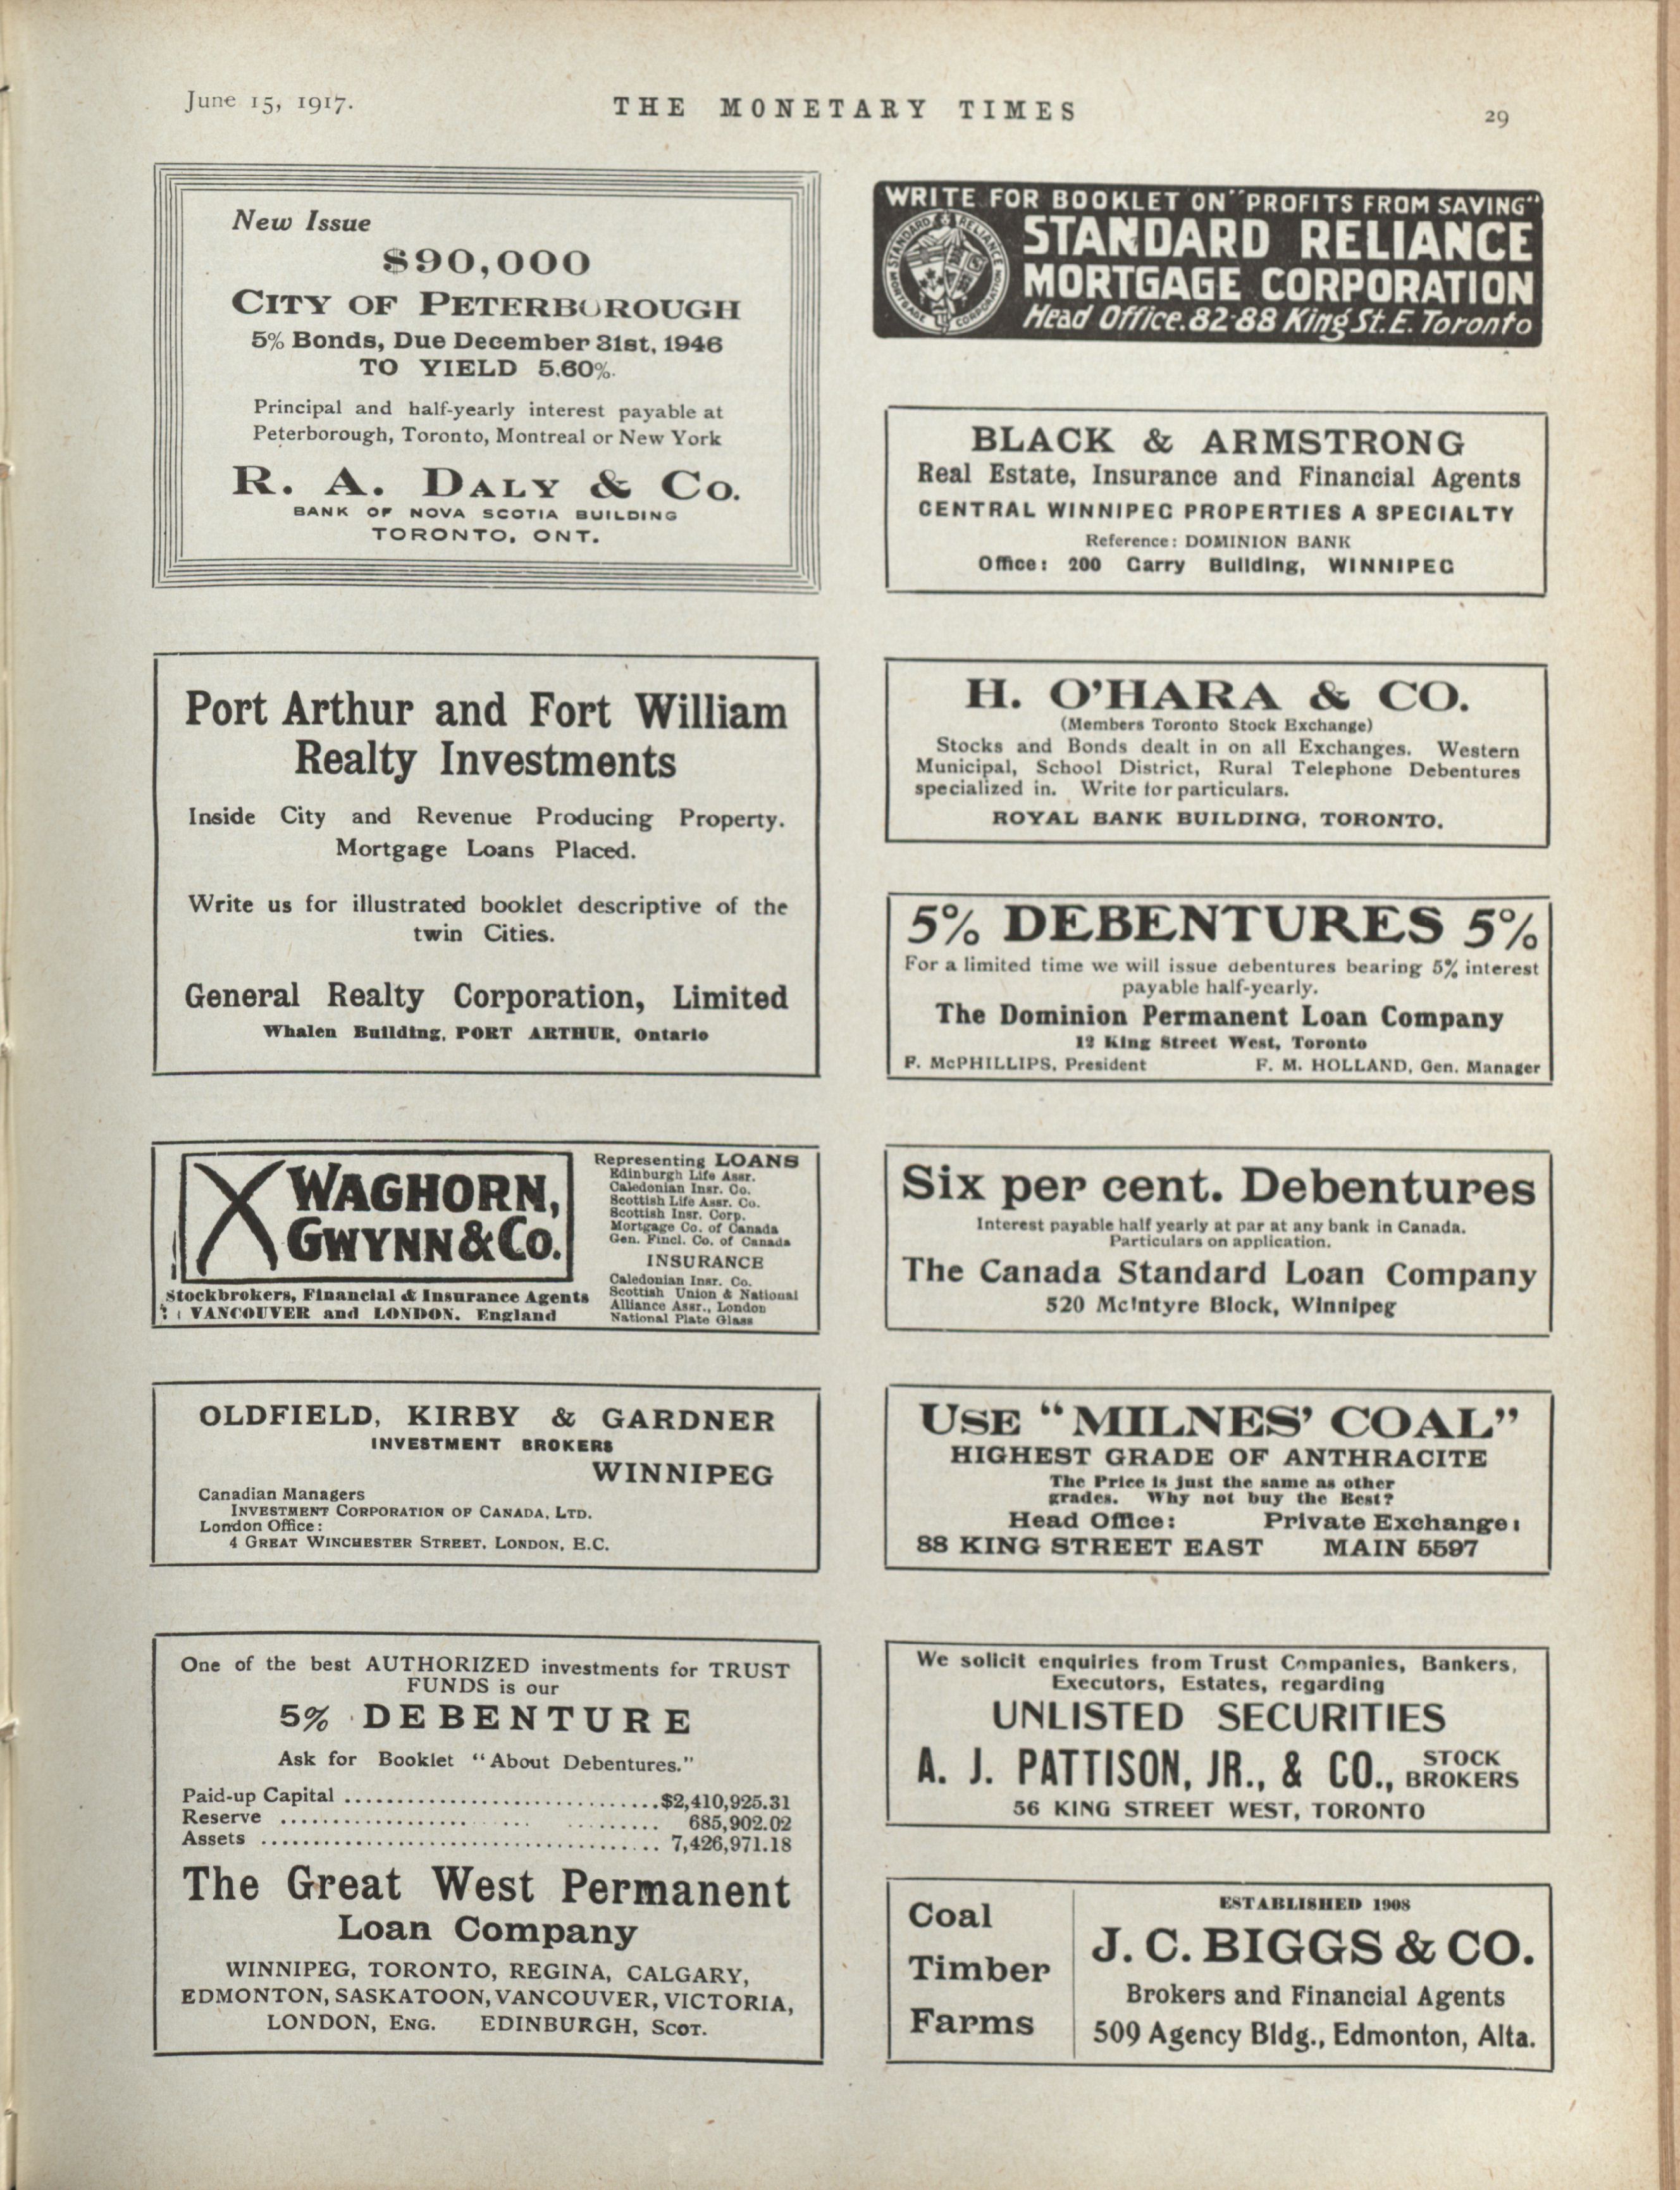 June 15, 1917.
THE MONETARY TIMES
29
New Issue
$90,000
CITY OF PETERBOROUGH
5% Bonds, Due December 31st, 1946
TO YIELD 5.60%.
Principal and half-yearly interest payable at
Peterborough, Toronto, Montreal or New York
R. A. DALY & CO.
BANK OF NOVA SCOTIA BUILDING
TORONTO, ONT.
Port Arthur and Fort William
Realty Investments
Inside City and Revenue Producing Property.
Mortgage Loans Placed.
Write us for illustrated booklet descriptive of the
twin Cities.
General Realty Corporation, Limited
Whalen Building, PORT ARTHUR, Ontario
WAGHORN,
GWYNN & Co.
Stockbrokers, Financial & Insurance Agents
VANCOUVER and LONDON, England
Representing LOANS
Edinburgh Life Assr.
Caledonian Insr. Co.
Scottish Life Assr. Co.
Scottish Insr. Corp.
Mortgage Co. of Canada
Gen. Fincl. Co. of Canada
INSURANCE
Caledonian Insr. Co.
Scottish Union & National
Alliance Assr., London
National Plate Glass
OLDFIELD, KIRBY & GARDNER
INVESTMENT BROKERS
WINNIPEG
Canadian Managers
INVESTMENT CORPORATION OF CANADA, LTD.
London Office:
4 GREAT WINCHESTER STREET, LONDON, E.C.
One of the best AUTHORIZED investments for TRUST
FUNDS is our
5% DEBENTURE
Ask for Booklet "About Debentures."
Paid-up Capital ..............................$2,410,925.31
Reserve .............................. 685,902.02
Assets .............................. 7,426,971.18
The Great West Permanent
Loan Company
WINNIPEG, TORONTO, REGINA, CALGARY,
EDMONTON, SASKATOON, VANCOUVER, VICTORIA,
LONDON, ENG. EDINBURGH, SCOT.
WRITE FOR BOOKLET ON "PROFITS FROM SAVING"
STANDARD RELIANCE
MORTGAGE CORPORATION
Head Office. 82-88 King St. E. Toronto
STANDARD RELIANCE MORTGAGE CORPORATION
BLACK & ARMSTRONG
Real Estate, Insurance and Financial Agents
CENTRAL WINNIPEG PROPERTIES A SPECIALTY
Reference: DOMINION BANK
Office: 200 Garry Building, WINNIPEG
H. O'HARA & CO.
(Members Toronto Stock Exchange)
Stocks and Bonds dealt in on all Exchanges. Western
Municipal, School District, Rural Telephone Debentures
specialized in. Write for particulars.
ROYAL BANK BUILDING, TORONTO.
5% DEBENTURES 5%
For a limited time we will issue debentures bearing 5% interest
payable half-yearly.
The Dominion Permanent Loan Company
12 King Street West, Toronto
F. McPHILLIPS, President F. M. HOLLAND, Gen. Manager
Six per cent. Debentures
Interest payable half yearly at par at any bank in Canada.
Particulars on application.
The Canada Standard Loan Company
520 McIntyre Block, Winnipeg
USE "MILNES' COAL"
HIGHEST GRADE OF ANTHRACITE
The Price is just the same as other
grades. Why not buy the Best?
Head Office: Private Exchange:
88 KING STREET EAST MAIN 5597
We solicit enquiries from Trust Companies, Bankers,
Executors, Estates, regarding
UNLISTED SECURITIES
A. J. PATTISON, JR., & CO., STOCK BROKERS
56 KING STREET WEST, TORONTO
Coal
Timber
Farms
ESTABLISHED 1908
J. C. BIGGS & CO.
Brokers and Financial Agents
509 Agency Bldg., Edmonton, Alta.